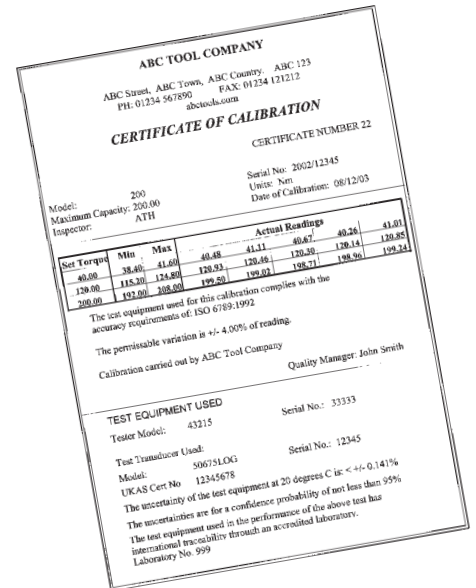 ABC TOOL COMPANY
ABC Street, ABC Town, ABC Country. ABC 123
PH: 01234 567890 FAX: 01234 121212
abctools.com
CERTIFICATE OF CALIBRATION
CERTIFICATE NUMBER 22
Serial No: 2002/12345
Model: 200 Units: Nm
Maximum Capacity: 200.00 Date of Calibration: 08/12/03
Inspector: ATH
Set Torque Min Max Actual Readings
40.00 38.40 41.60 40.48 41.11 40.67 40.26 41.01
120.00 115.20 124.80 120.93 120.46 120.30 120.14 120.85
200.00 192.00 208.00 199.50 199.02 198.71 198.96 199.24
The test equipment used for this calibration complies with the
accuracy requirements of: ISO 6789:1992
The permissable variation is +/- 4.00% of reading.
Calibration carried out by ABC Tool Company
Quality Manager: John Smith
TEST EQUIPMENT USED
Tester Model: 43215 Serial No.: 33333
Test Transducer Used:
Model: 50675LOG Serial No.: 12345
UKAS Cert No 12345678
The uncertainty of the test equipment at 20 degrees C is: < +/- 0.141%
The uncertainties are for a confidence probability of not less than 95%
The test equipment used in the performance of the above test has
international traceability through an accredited laboratory.
Laboratory No. 999